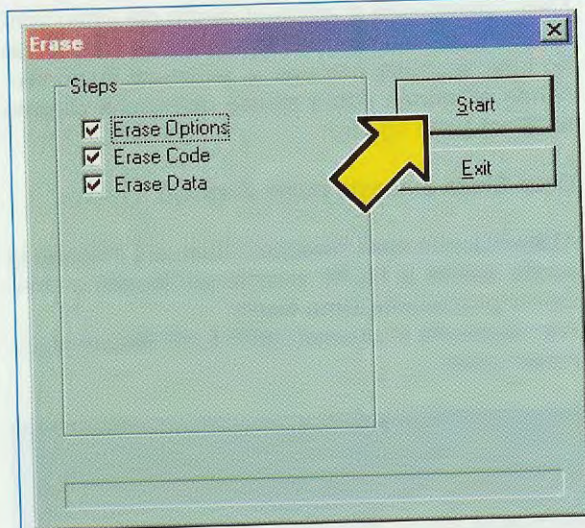 Erase
Steps
Erase Options
Erase Code
Erase Data
Start
Exit